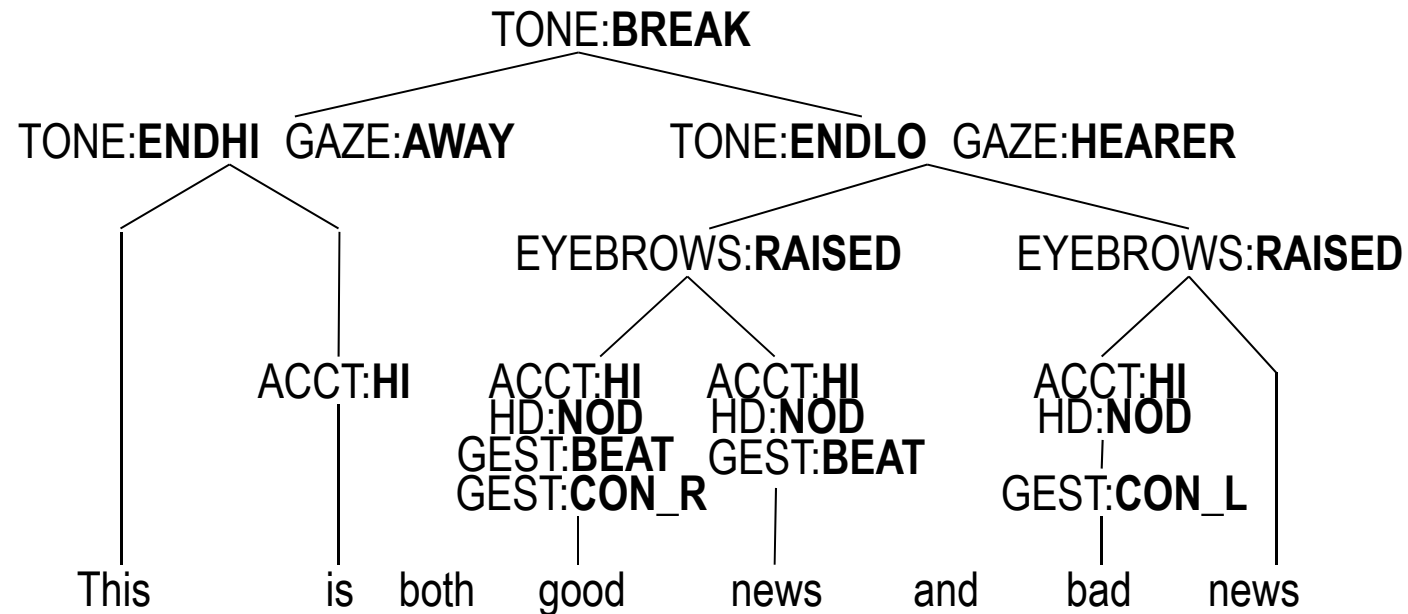 TONE:BREAK
TONE:ENDHI GAZE:AWAY TONE:ENDLO GAZE:HEARER
EYEBROWS:RAISED EYEBROWS:RAISED
ACCT:HI ACCT:HI ACCT:HI ACCT:HI
HD:NOD HD:NOD HD:NOD
GEST:BEAT GEST:BEAT
GEST:CON_R GEST:CON_L
This is both good news and bad news